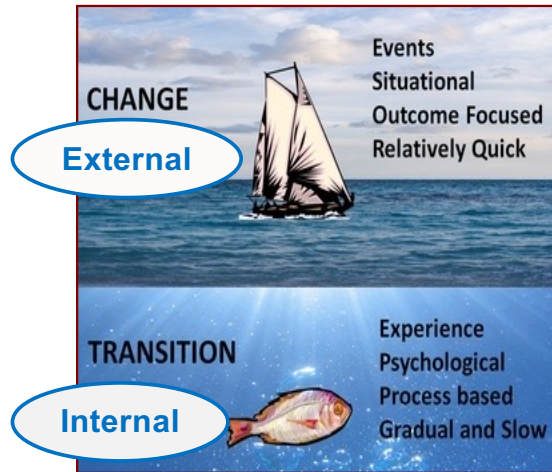 CHANGE
External
Events
Situational
Outcome Focused
Relatively Quick
TRANSITION
Internal
Experience
Psychological
Process based
Gradual and Slow